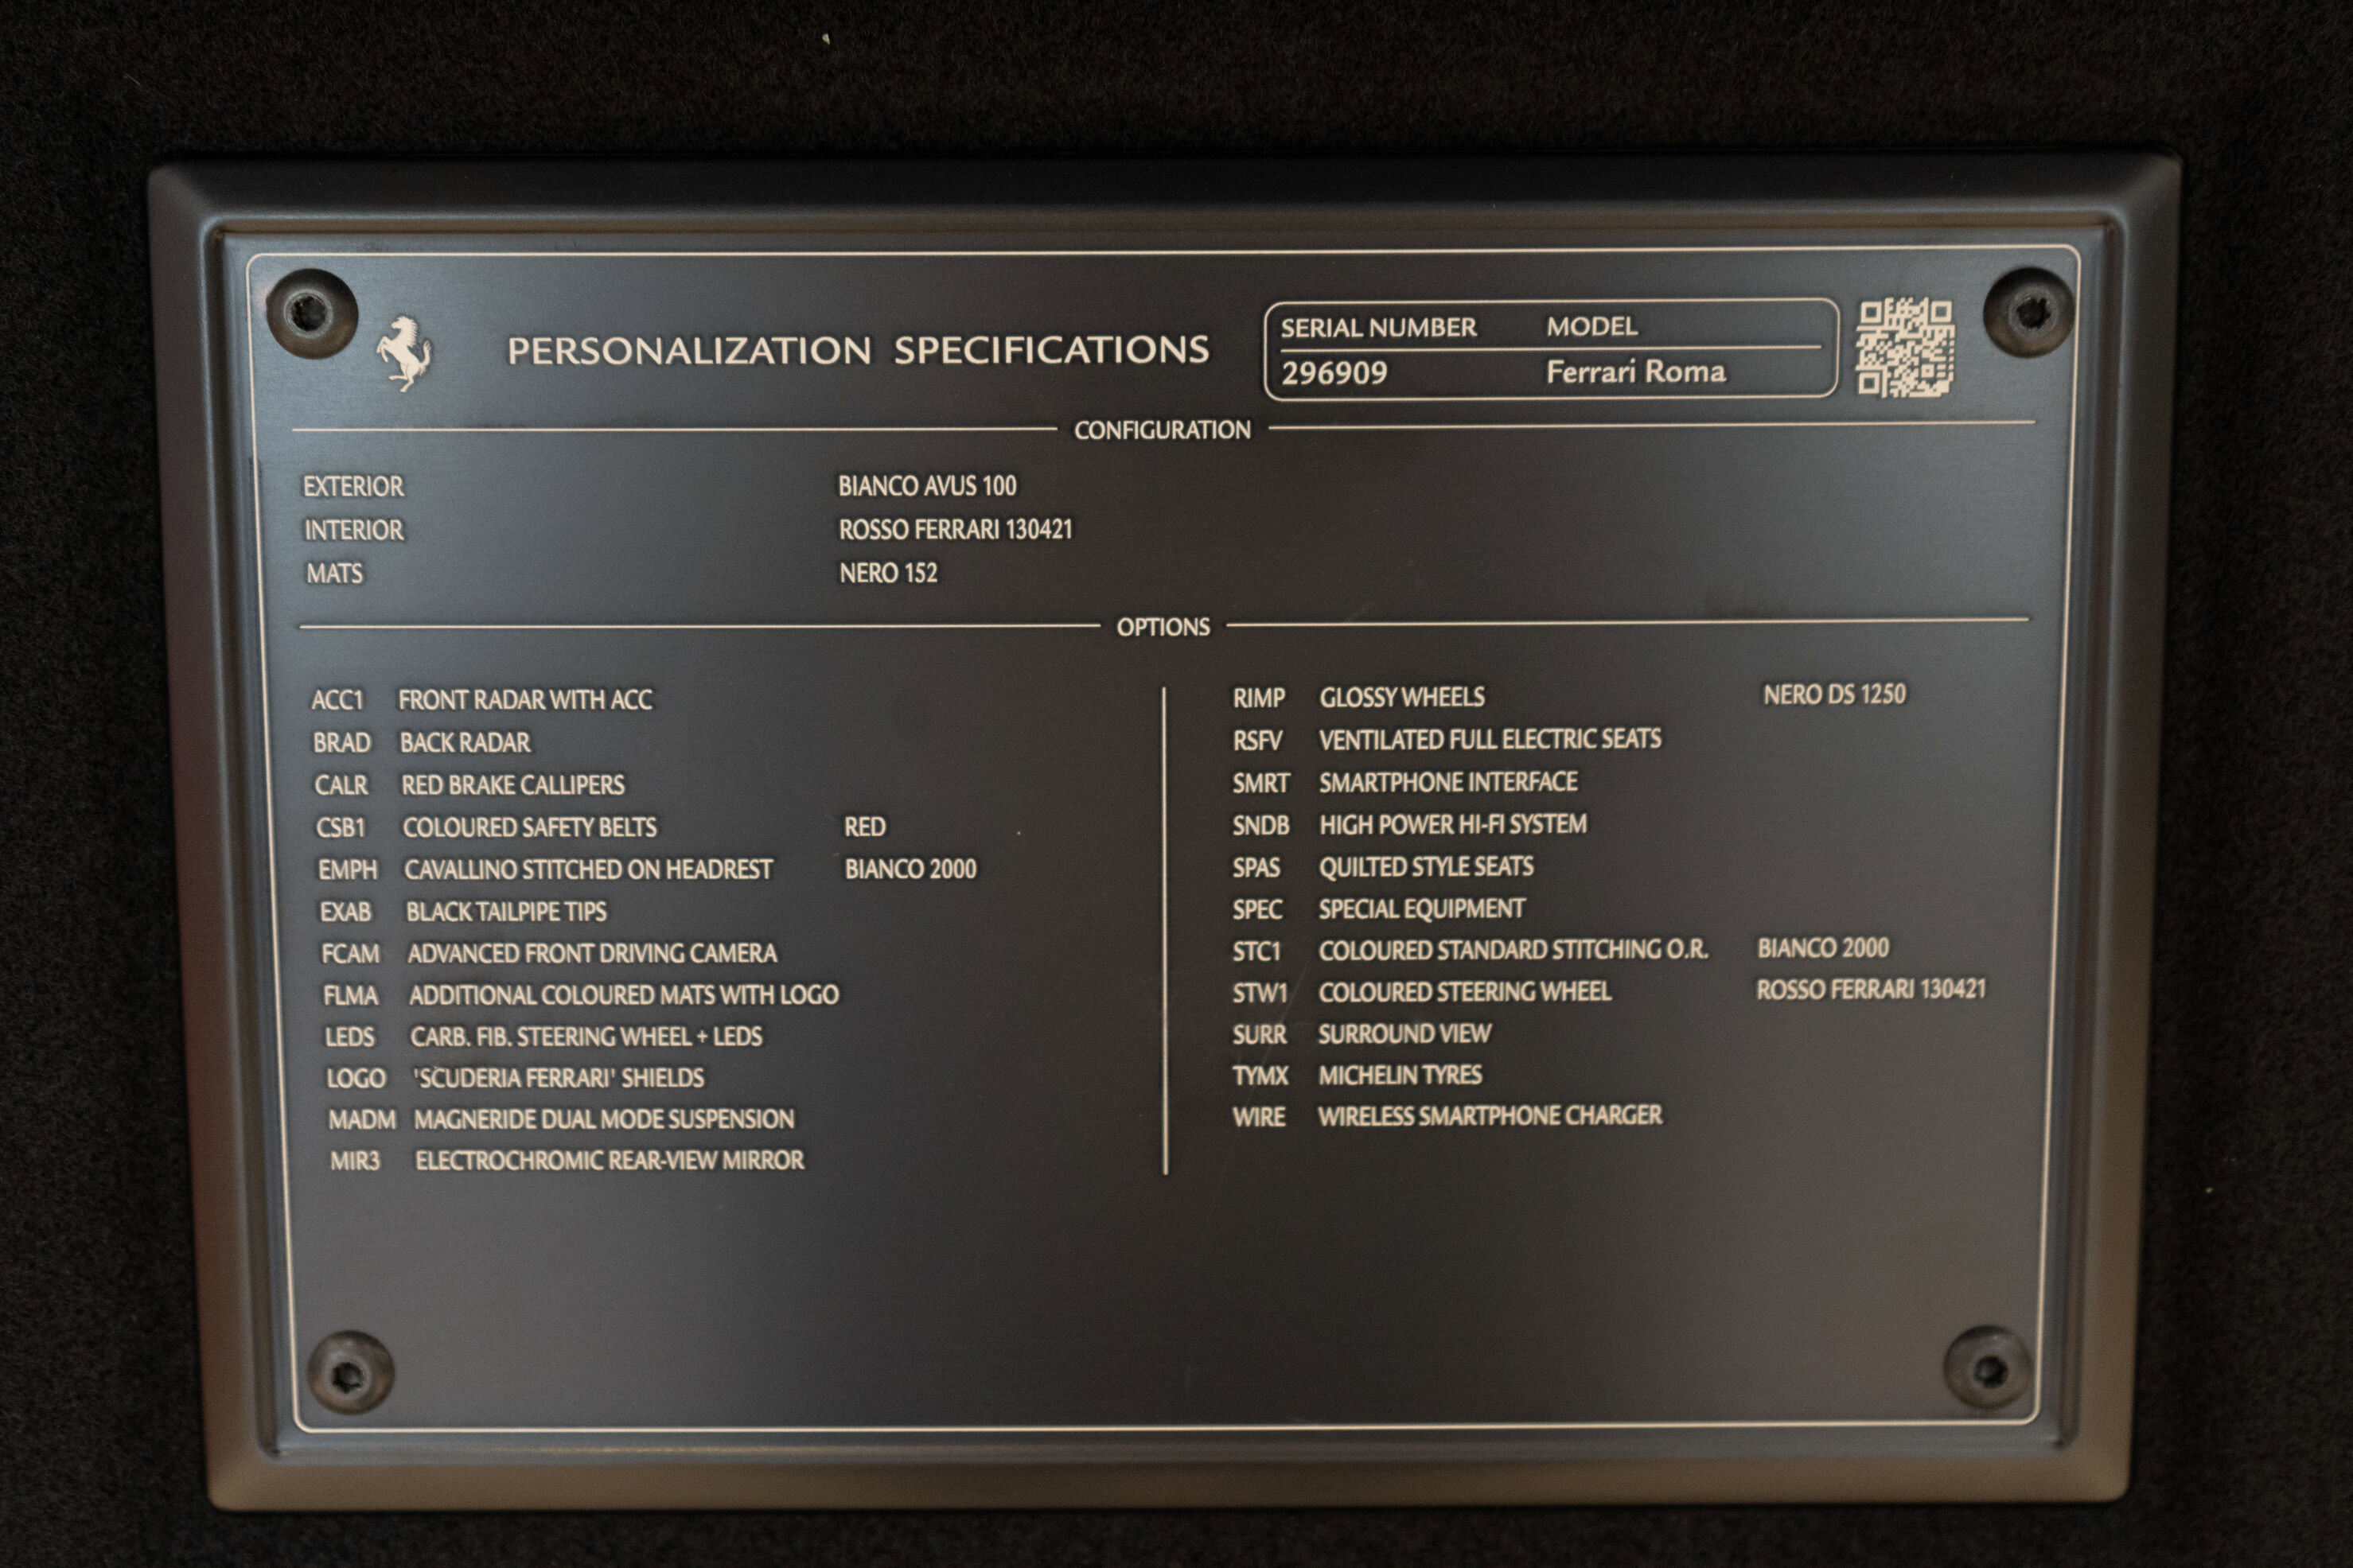 PERSONALIZATION SPECIFICATIONS
SERIAL NUMBER MODEL
296909 Ferrari Roma
CONFIGURATION
EXTERIOR BIANCO AVUS 100
INTERIOR ROSSO FERRARI 130421
MATS NERO 152
OPTIONS
ACC1 FRONT RADAR WITH ACC
BRAD BACK RADAR
CALR RED BRAKE CALLIPERS
CSB1 COLOURED SAFETY BELTS RED
EMPH CAVALLINO STITCHED ON HEADREST BIANCO 2000
EXAB BLACK TAILPIPE TIPS
FCAM ADVANCED FRONT DRIVING CAMERA
FLMA ADDITIONAL COLOURED MATS WITH LOGO
LEDS CARB. FIB. STEERING WHEEL + LEDS
LOGO 'SCUDERIA FERRARI' SHIELDS
MADM MAGNERIDE DUAL MODE SUSPENSION
MIR3 ELECTROCHROMIC REAR-VIEW MIRROR
RIMP GLOSSY WHEELS NERO DS 1250
RSFV VENTILATED FULL ELECTRIC SEATS
SMRT SMARTPHONE INTERFACE
SNDB HIGH POWER HI-FI SYSTEM
SPAS QUILTED STYLE SEATS
SPEC SPECIAL EQUIPMENT
STC1 COLOURED STANDARD STITCHING O.R. BIANCO 2000
STW1 COLOURED STEERING WHEEL ROSSO FERRARI 130421
SURR SURROUND VIEW
TYMX MICHELIN TYRES
WIRE WIRELESS SMARTPHONE CHARGER